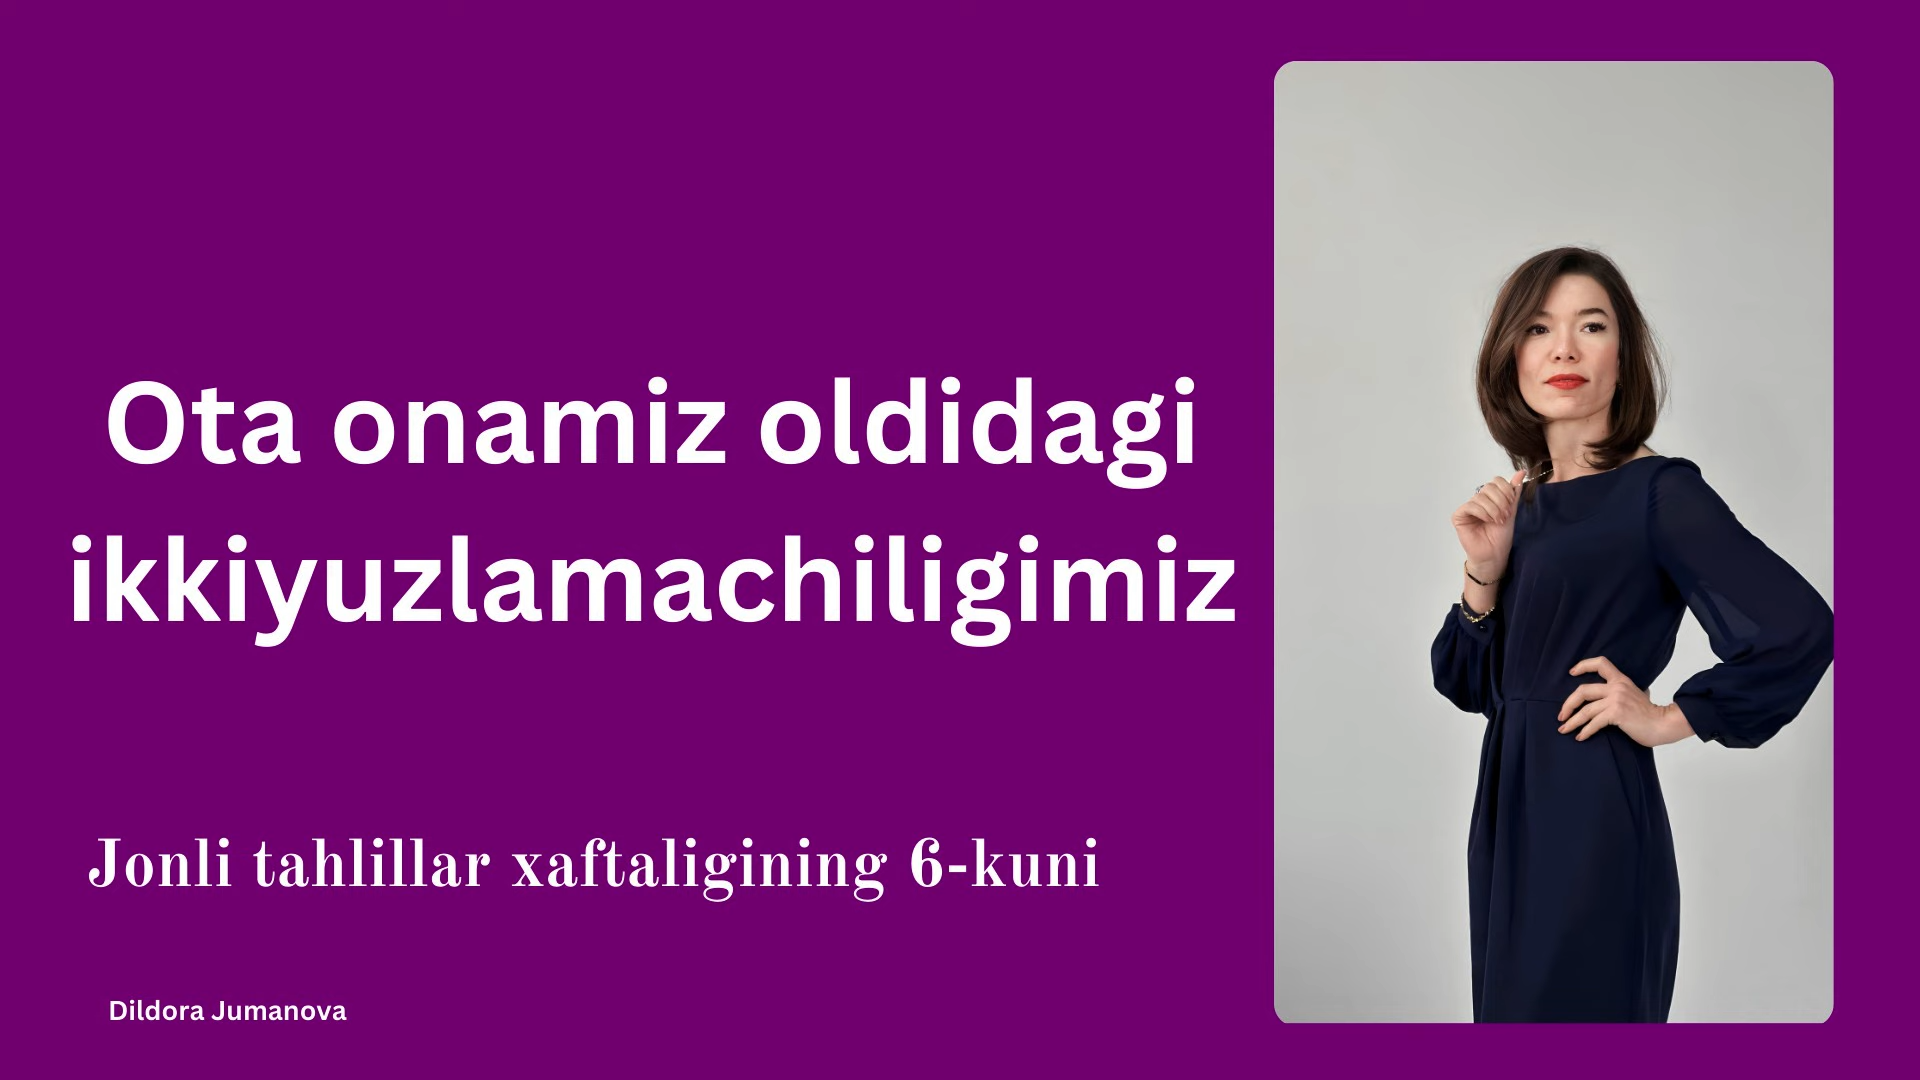 Ota onamiz oldidagi
ikkiyuzlamachiligimiz
Jonli tahlillar xaftaligining 6-kuni
Dildora Jumanova